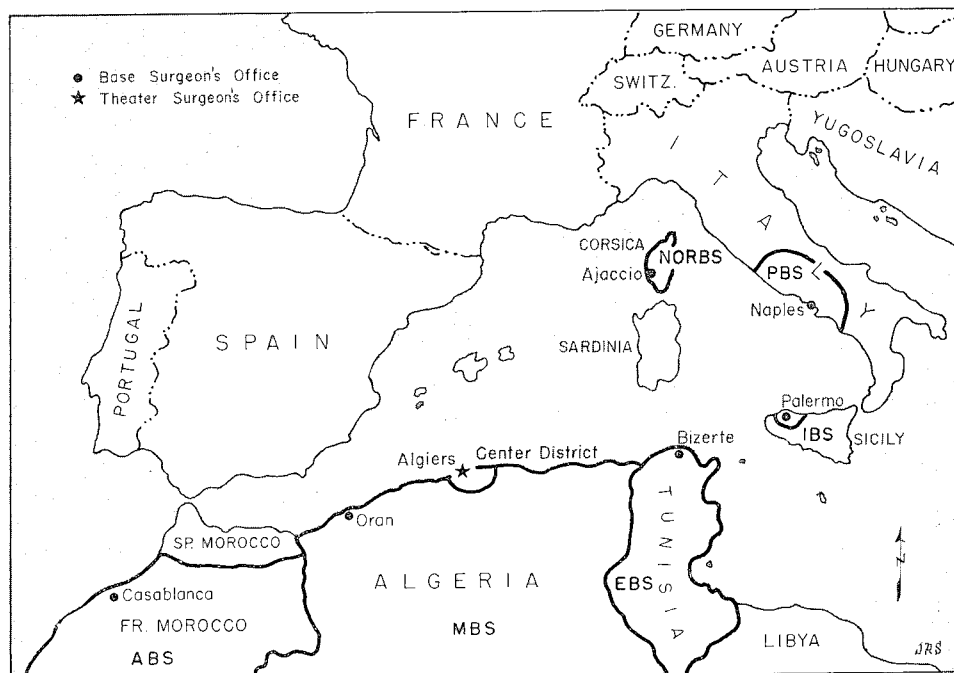 Base Surgeon's Office
Theater Surgeon's Office
GERMANY
SWITZ.
AUSTRIA
HUNGARY
FRANCE
YUGOSLAVIA
ITALY
CORSICA
NORBS
Ajaccio
PBS
Naples
PORTUGAL
SPAIN
SARDINIA
Palermo
IBS
SICILY
Algiers
Center District
Bizerte
Oran
TUNISIA
SP. MOROCCO
Casablanca
ALGERIA
EBS
FR. MOROCCO
MBS
ABS
LIBYA
N